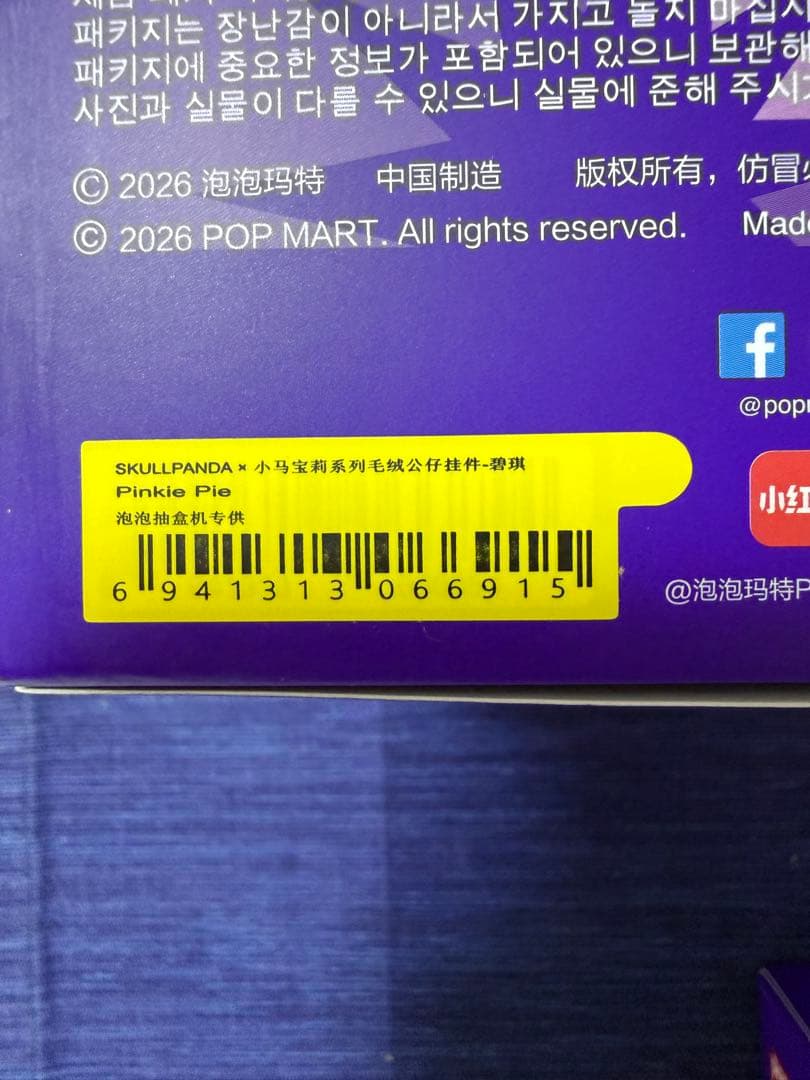 패키지는 장난감이 아니라서 가지고 놀지 마십시
패키지에 중요한 정보가 포함되어 있으니 보관해
사진과 실물이 다를 수 있으니 실물에 준해 주시
© 2026 泡泡玛特 中国制造 版权所有，仿冒
© 2026 POP MART. All rights reserved. Made
f
@popm
SKULLPANDA × 小马宝莉系列毛绒公仔挂件-碧琪
Pinkie Pie
泡泡抽盒机专供
6 941313 066915
小红
@泡泡玛特P